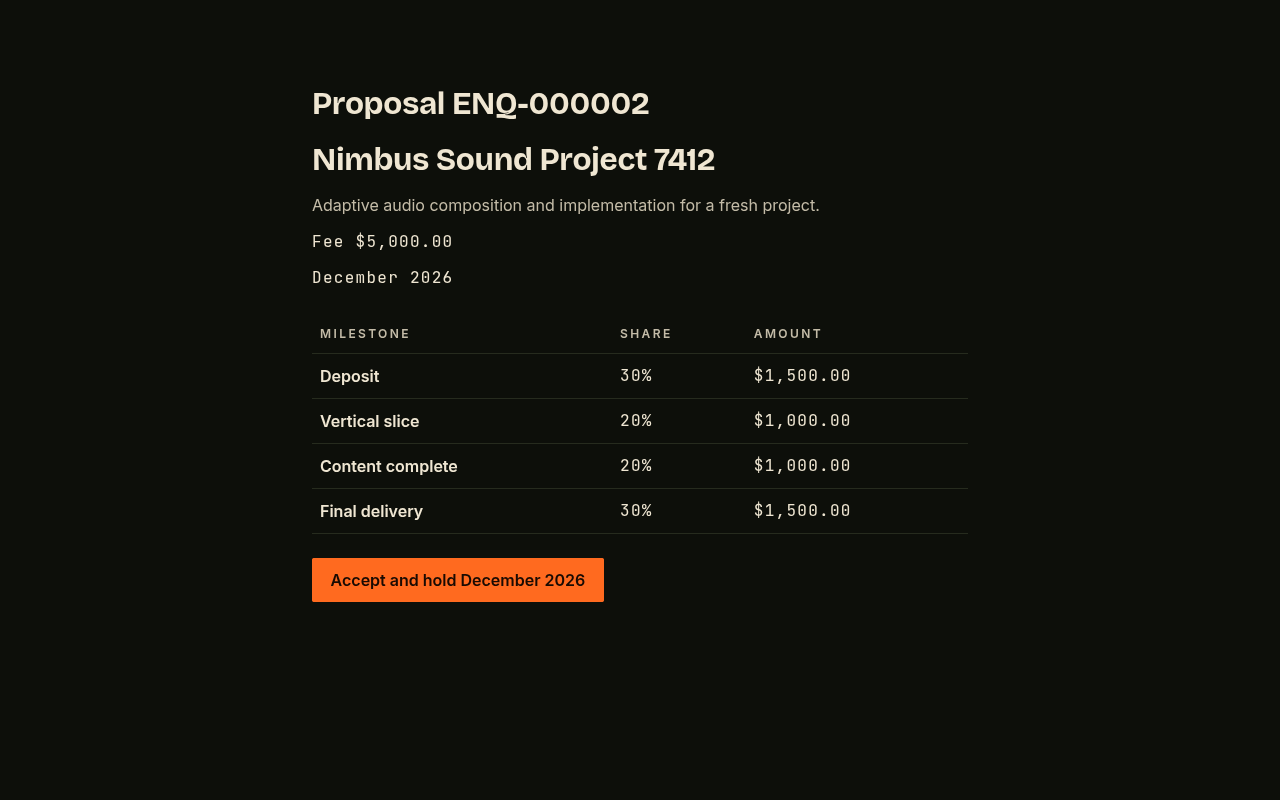 Proposal ENQ-000002
Nimbus Sound Project 7412
Adaptive audio composition and implementation for a fresh project.
Fee $5,000.00
December 2026
MILESTONE SHARE AMOUNT
Deposit 30% $1,500.00
Vertical slice 20% $1,000.00
Content complete 20% $1,000.00
Final delivery 30% $1,500.00
Accept and hold December 2026